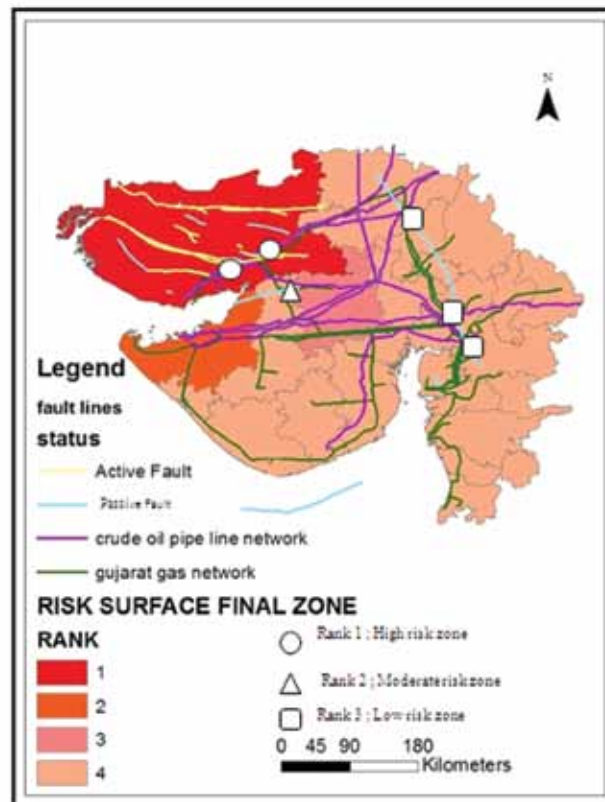 N
Legend
fault lines
status
Active Fault
Passive Fault
crude oil pipe line network
gujarat gas network
RISK SURFACE FINAL ZONE
RANK
1
2
3
4
Rank 1 ; High risk zone
Rank 2 ; Moderate risk zone
Rank 3 ; Low risk zone
0 45 90 180
Kilometers